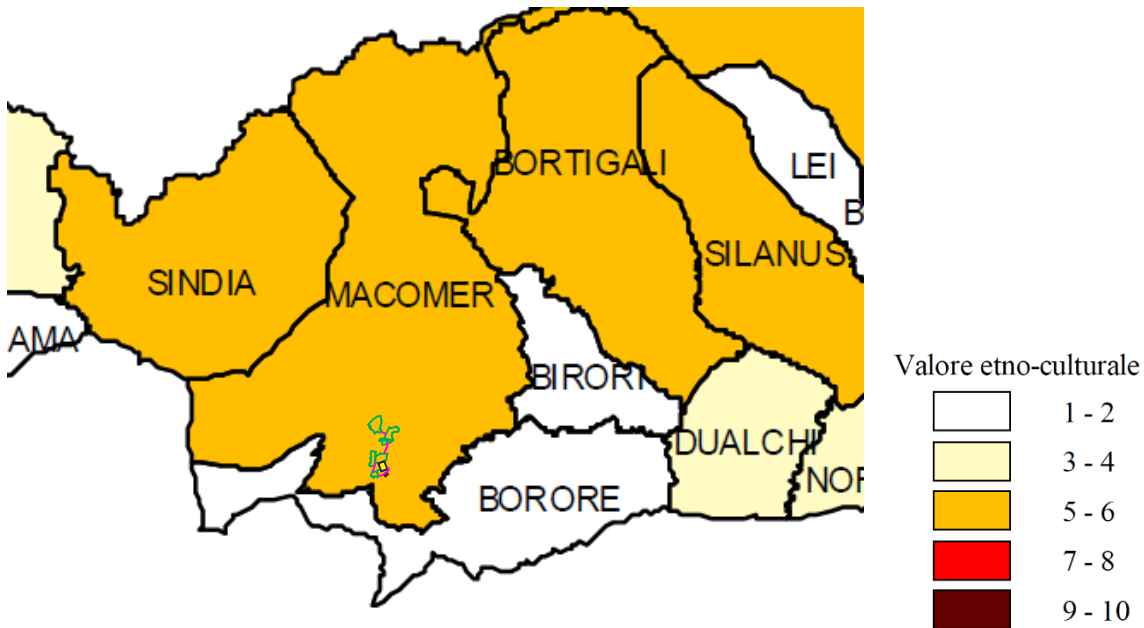 BORTIGALI
LEI
B
SILANUS
SINDIA
MACOMER
AMA
BIRORI
DUALCHI
NOR
BORORE
Valore etno-culturale
1 - 2
3 - 4
5 - 6
7 - 8
9 - 10